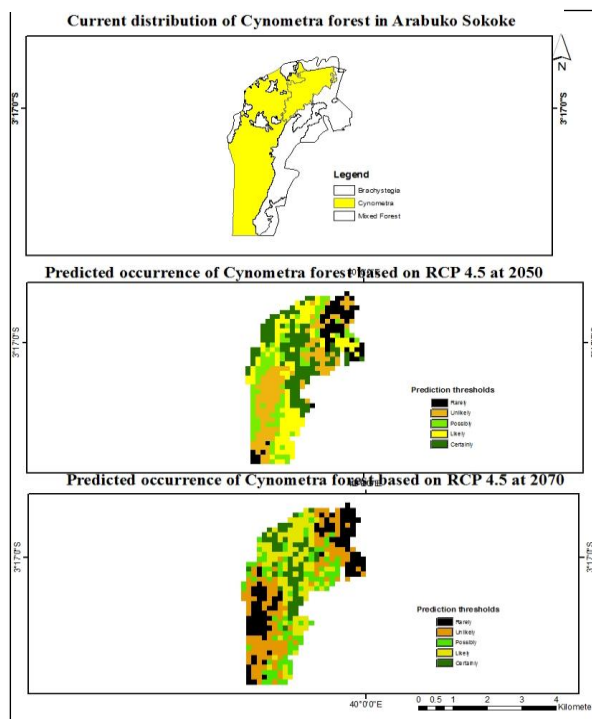 Current distribution of Cynometra forest in Arabuko Sokoke
N
3°17'0"S
3°17'0"S
Legend
Brachystegia
Cynometra
Mixed Forest
Predicted occurrence of Cynometra forest based on RCP 4.5 at 2050
3°17'0"S
Prediction thresholds
Rarely
Unlikely
Possibly
Likely
Certainly
Predicted occurrence of Cynometra forest based on RCP 4.5 at 2070
3°17'0"S
3°17'0"S
Prediction thresholds
Rarely
Unlikely
Possibly
Likely
Certainly
40°0'0"E
0 0.5 1 2 3 4
Kilomete